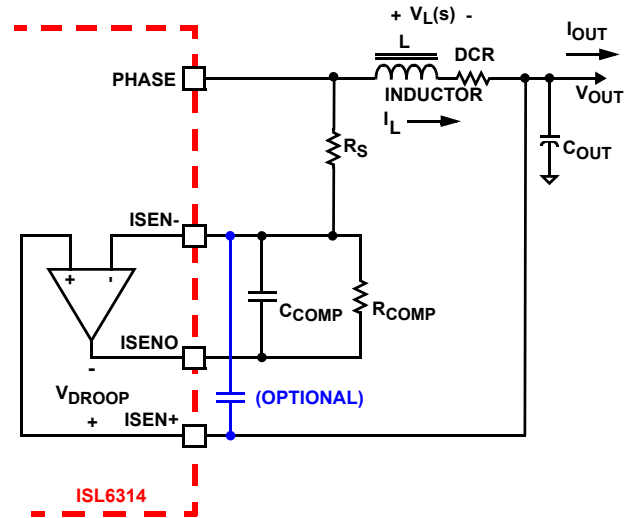 + VL(s) -
L
DCR
IOUT
PHASE
INDUCTOR
VOUT
IL
COUT
RS
ISEN-
+ -
CCOMP
RCOMP
ISENO
-
VDROOP
(OPTIONAL)
+
ISEN+
ISL6314